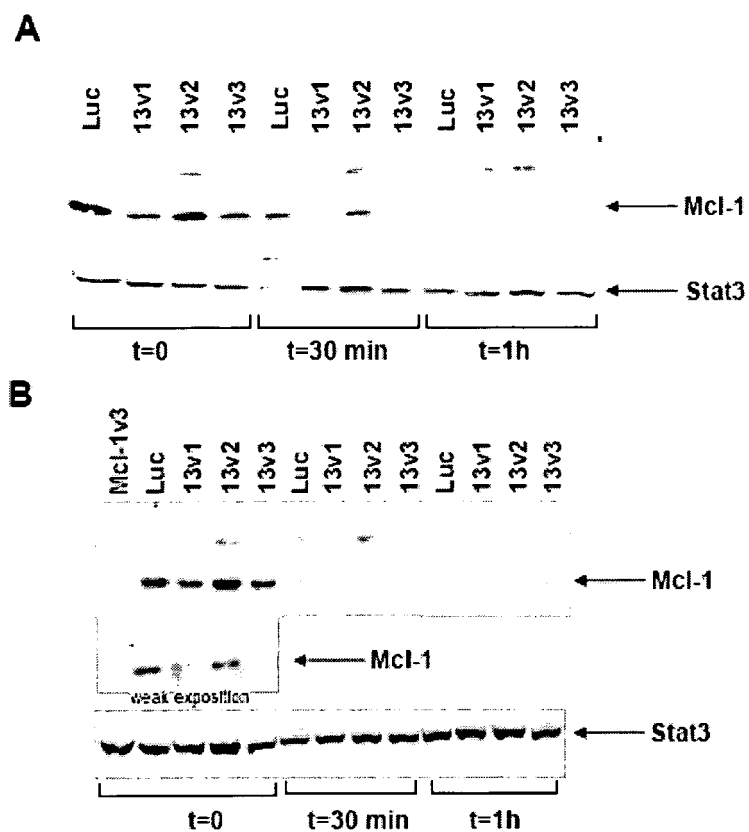 A
Luc 13v1 13v2 13v3 Luc 13v1 13v2 13v3 Luc 13v1 13v2 13v3
Mcl-1
Stat3
t=0 t=30 min t=1h
B
Mcl-1v3 Luc 13v1 13v2 13v3 Luc 13v1 13v2 13v3 Luc 13v1 13v2 13v3
Mcl-1
Mcl-1
weak exposition
Stat3
t=0 t=30 min t=1h